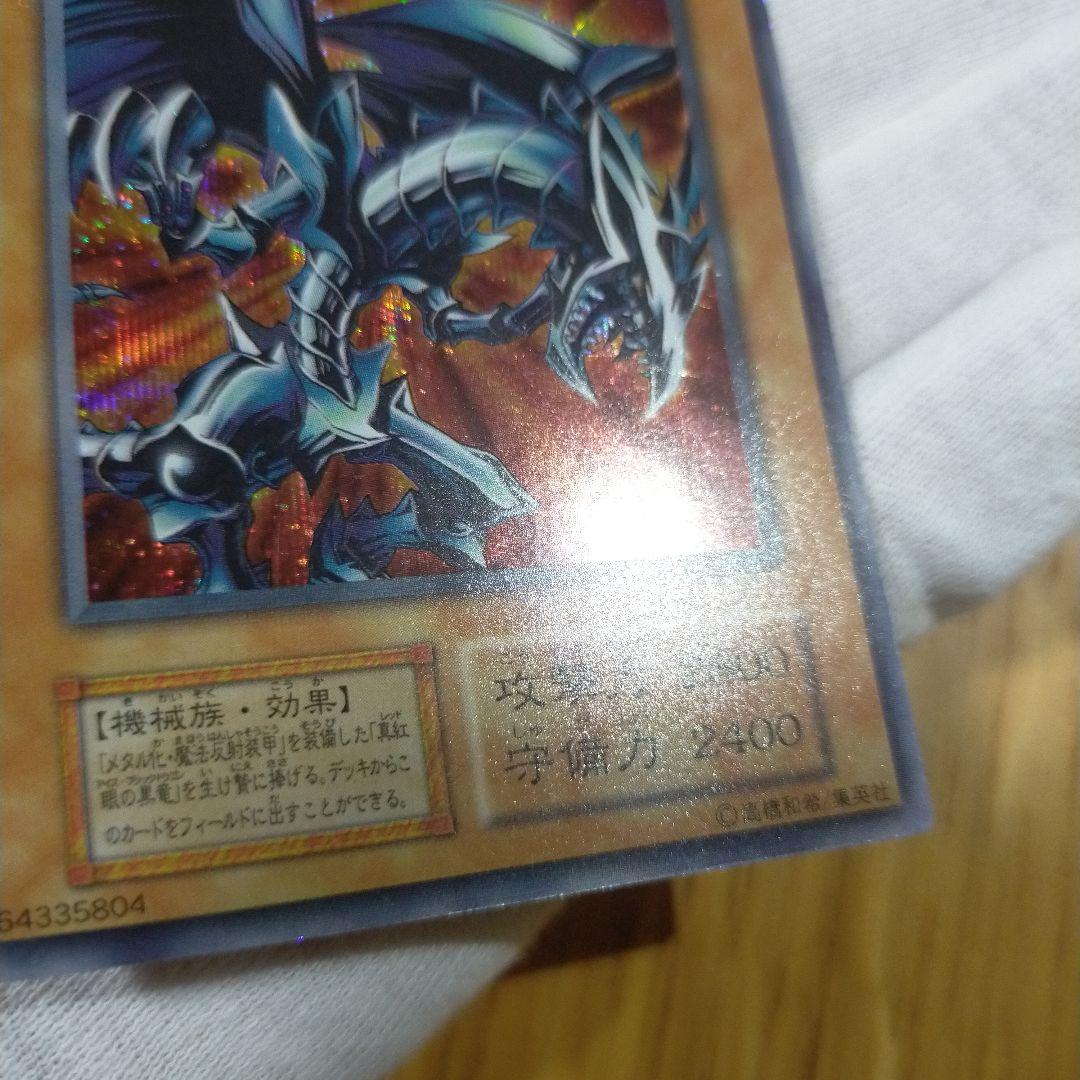 【機械族・効果】
「メタル化・魔法反射装甲」を装備した「真紅
眼の黒竜」を生け贄に捧げる。デッキからこ
のカードをフィールドに出すことができる。
攻撃力 2800
守備力 2400
©高橋和希/集英社
64335804